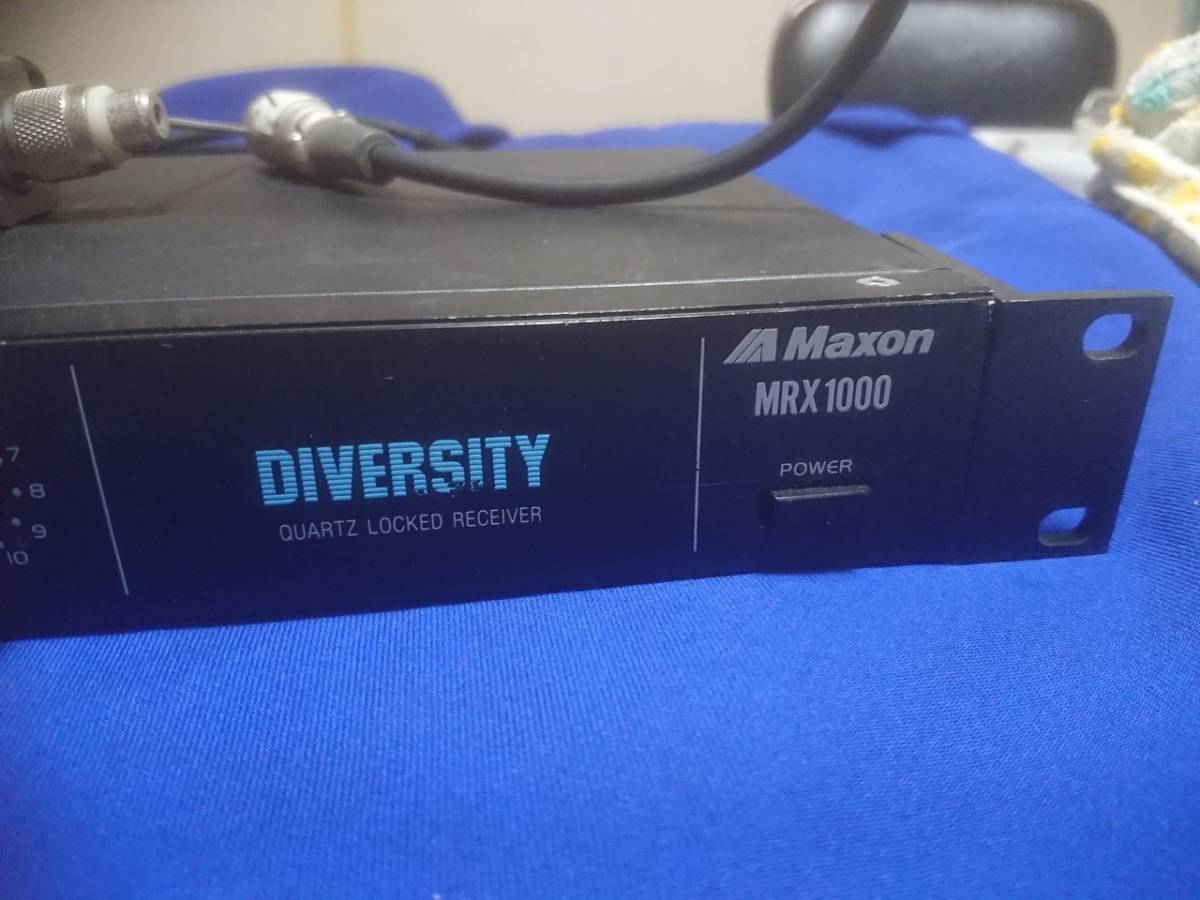 7
8
9
10
DIVERSITY
QUARTZ LOCKED RECEIVER
Maxon
MRX1000
POWER